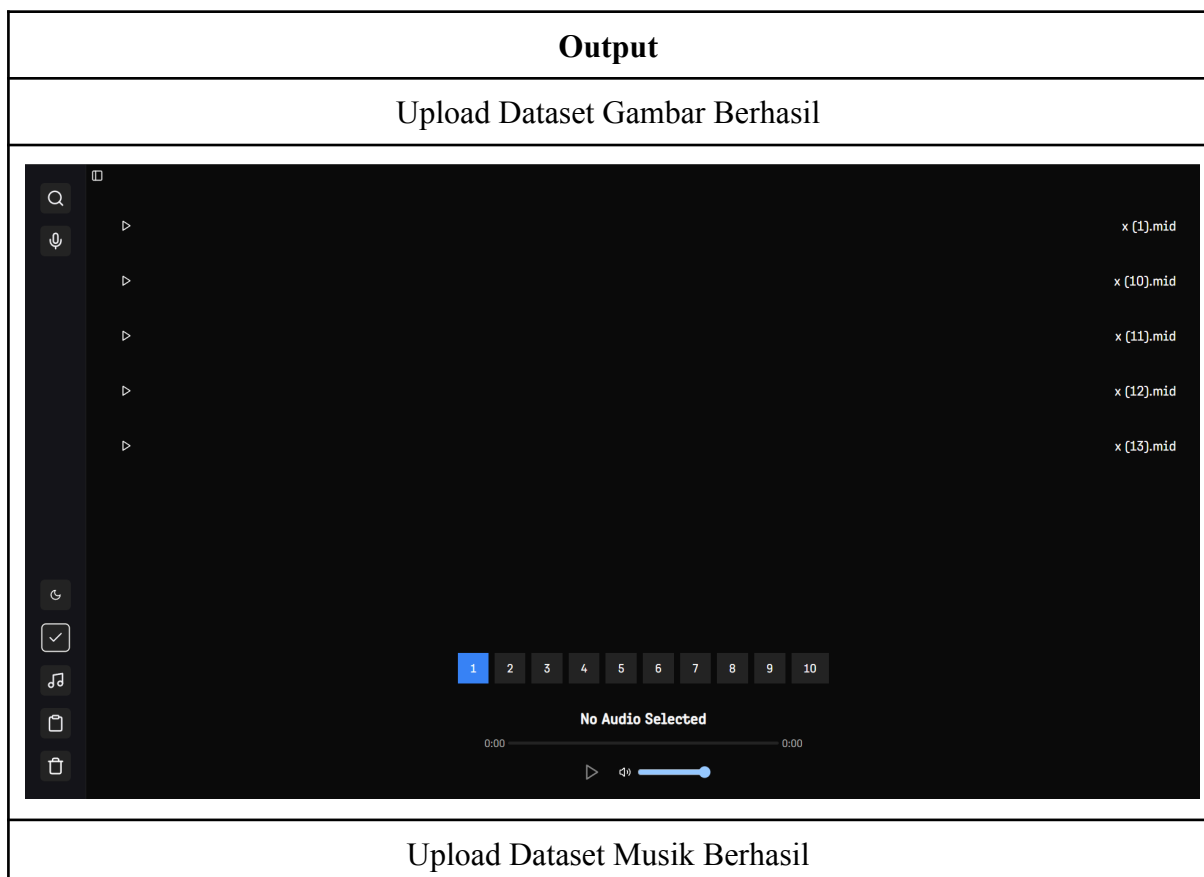 Output
Upload Dataset Gambar Berhasil
x (1).mid
x (10).mid
x (11).mid
x (12).mid
x (13).mid
1 2 3 4 5 6 7 8 9 10
No Audio Selected
0:00 0:00
Upload Dataset Musik Berhasil